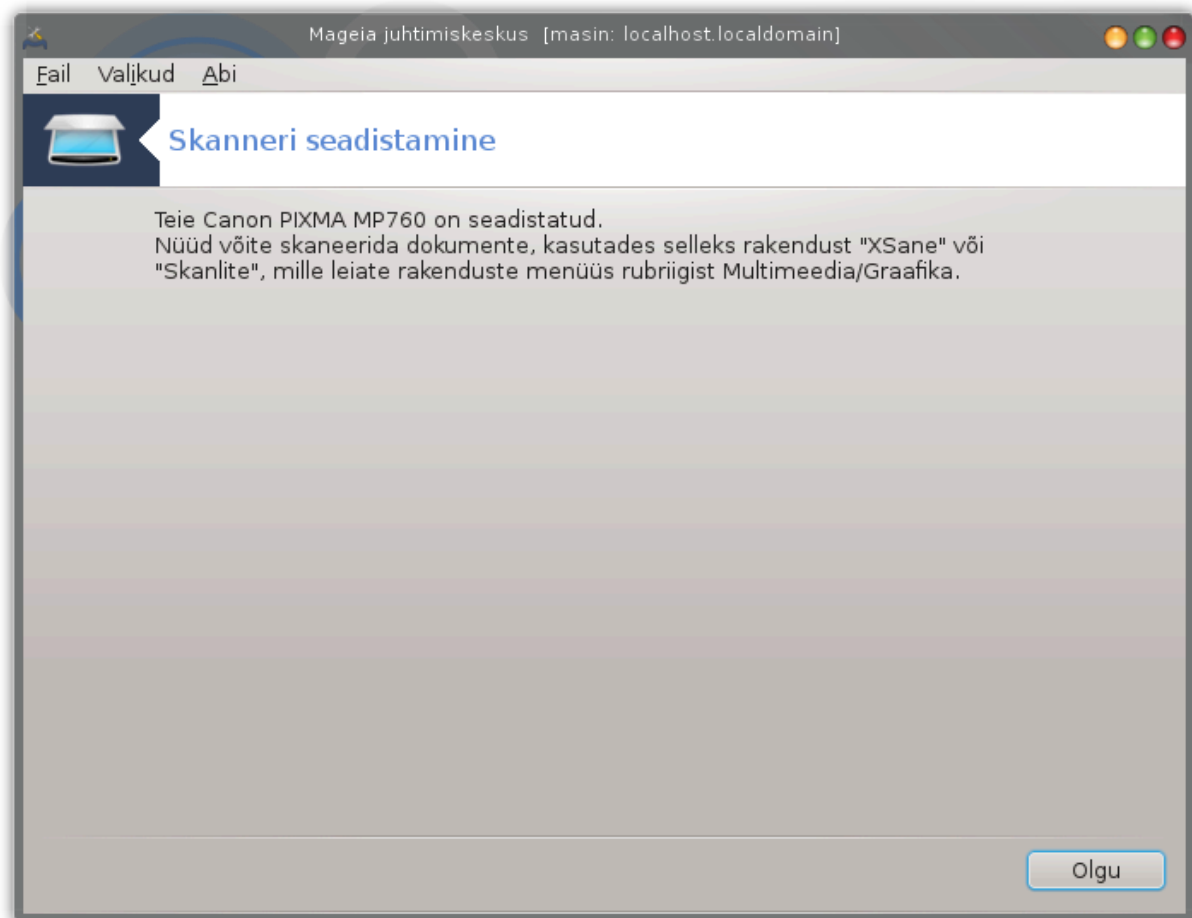 Mageia juhtimiskeskus [masin: localhost.localdomain]
Fail Valikud Abi
Skanneri seadistamine
Teie Canon PIXMA MP760 on seadistatud.
Nüüd võite skaneerida dokumente, kasutades selleks rakendust "XSane" või
"Skanlite", mille leiate rakenduste menüüs rubriigist Multimeedia/Graafika.
Olgu